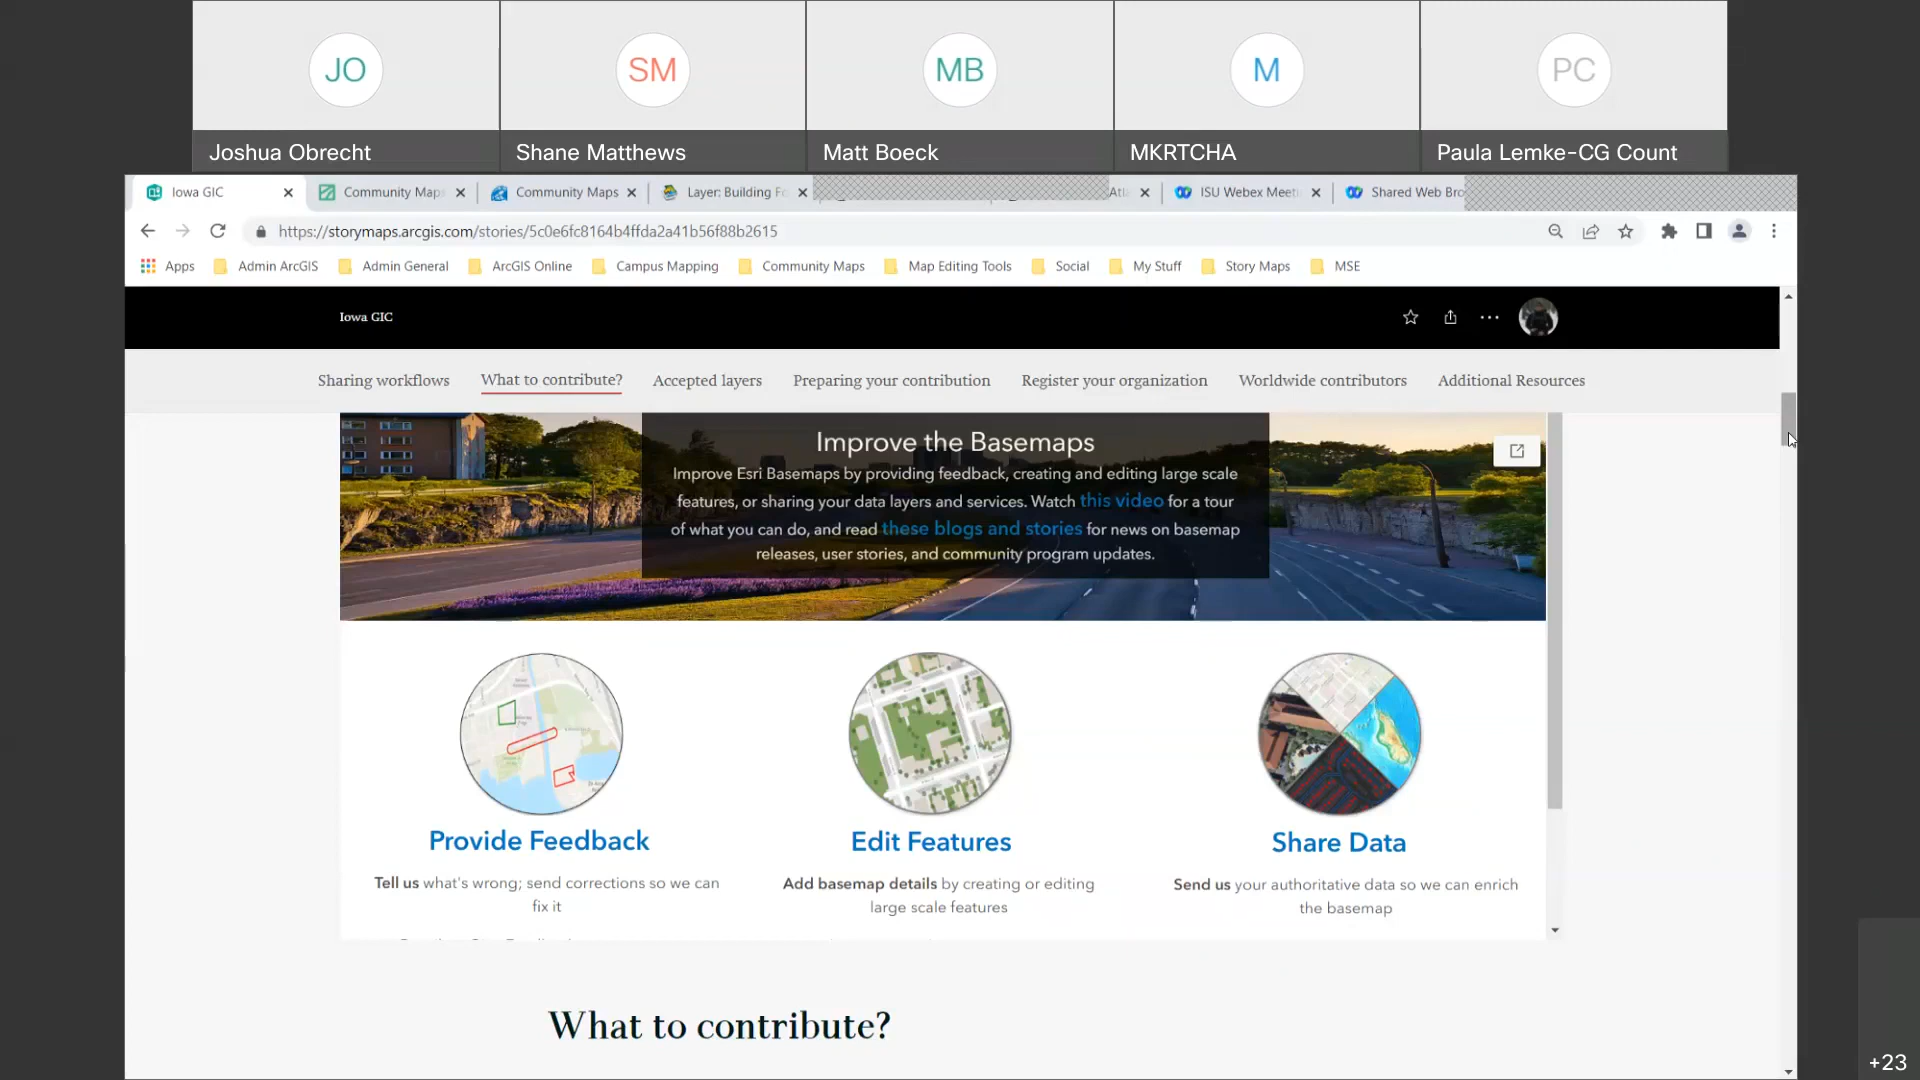 JO
SM
MB
M
PC
Joshua Obrecht
Shane Matthews
Matt Boeck
MKRTCHA
Paula Lemke-CG Count
Iowa GIC
Community Maps
Community Maps
Layer: Building Fo
ISU Webex Meeti
Shared Web Bro
https://storymaps.arcgis.com/stories/5c0e6fc8164b4ffda2a41b56f88b2615
Apps
Admin ArcGIS
Admin General
ArcGIS Online
Campus Mapping
Community Maps
Map Editing Tools
Social
My Stuff
Story Maps
MSE
Iowa GIC
Sharing workflows
What to contribute?
Accepted layers
Preparing your contribution
Register your organization
Worldwide contributors
Additional Resources
Improve the Basemaps
Improve Esri Basemaps by providing feedback, creating and editing large scale
features, or sharing your data layers and services. Watch this video for a tour
of what you can do, and read these blogs and stories for news on basemap
releases, user stories, and community program updates.
Provide Feedback
Tell us what's wrong; send corrections so we can
fix it
Edit Features
Add basemap details by creating or editing
large scale features
Share Data
Send us your authoritative data so we can enrich
the basemap
What to contribute?
+23